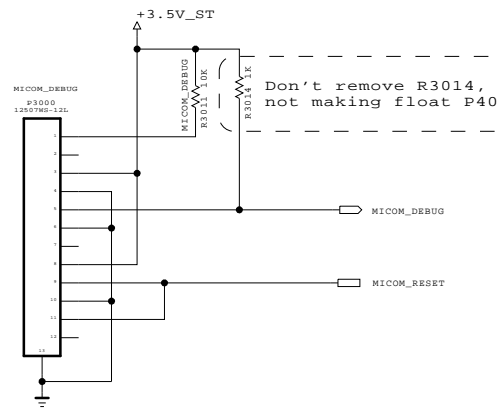 +3.5V_ST
MICOM_DEBUG
P3000
12507WS-12L
MICOM_DEBUG
R3011 10K
R3014 1K
Don't remove R3014,
not making float P40
1
2
3
4
5
6
7
8
9
10
11
12
13
MICOM_DEBUG
MICOM_RESET